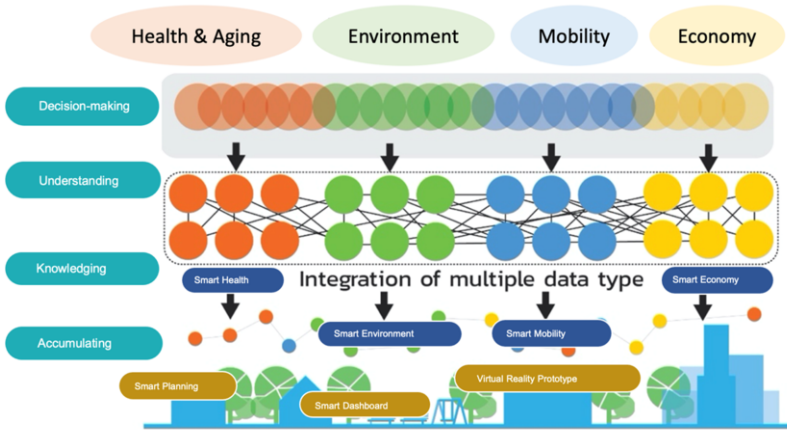 Health & Aging
Environment
Mobility
Economy
Decision-making
Understanding
Knowledging
Smart Health
Integration of multiple data type
Smart Economy
Accumulating
Smart Environment
Smart Mobility
Smart Planning
Virtual Reality Prototype
Smart Dashboard